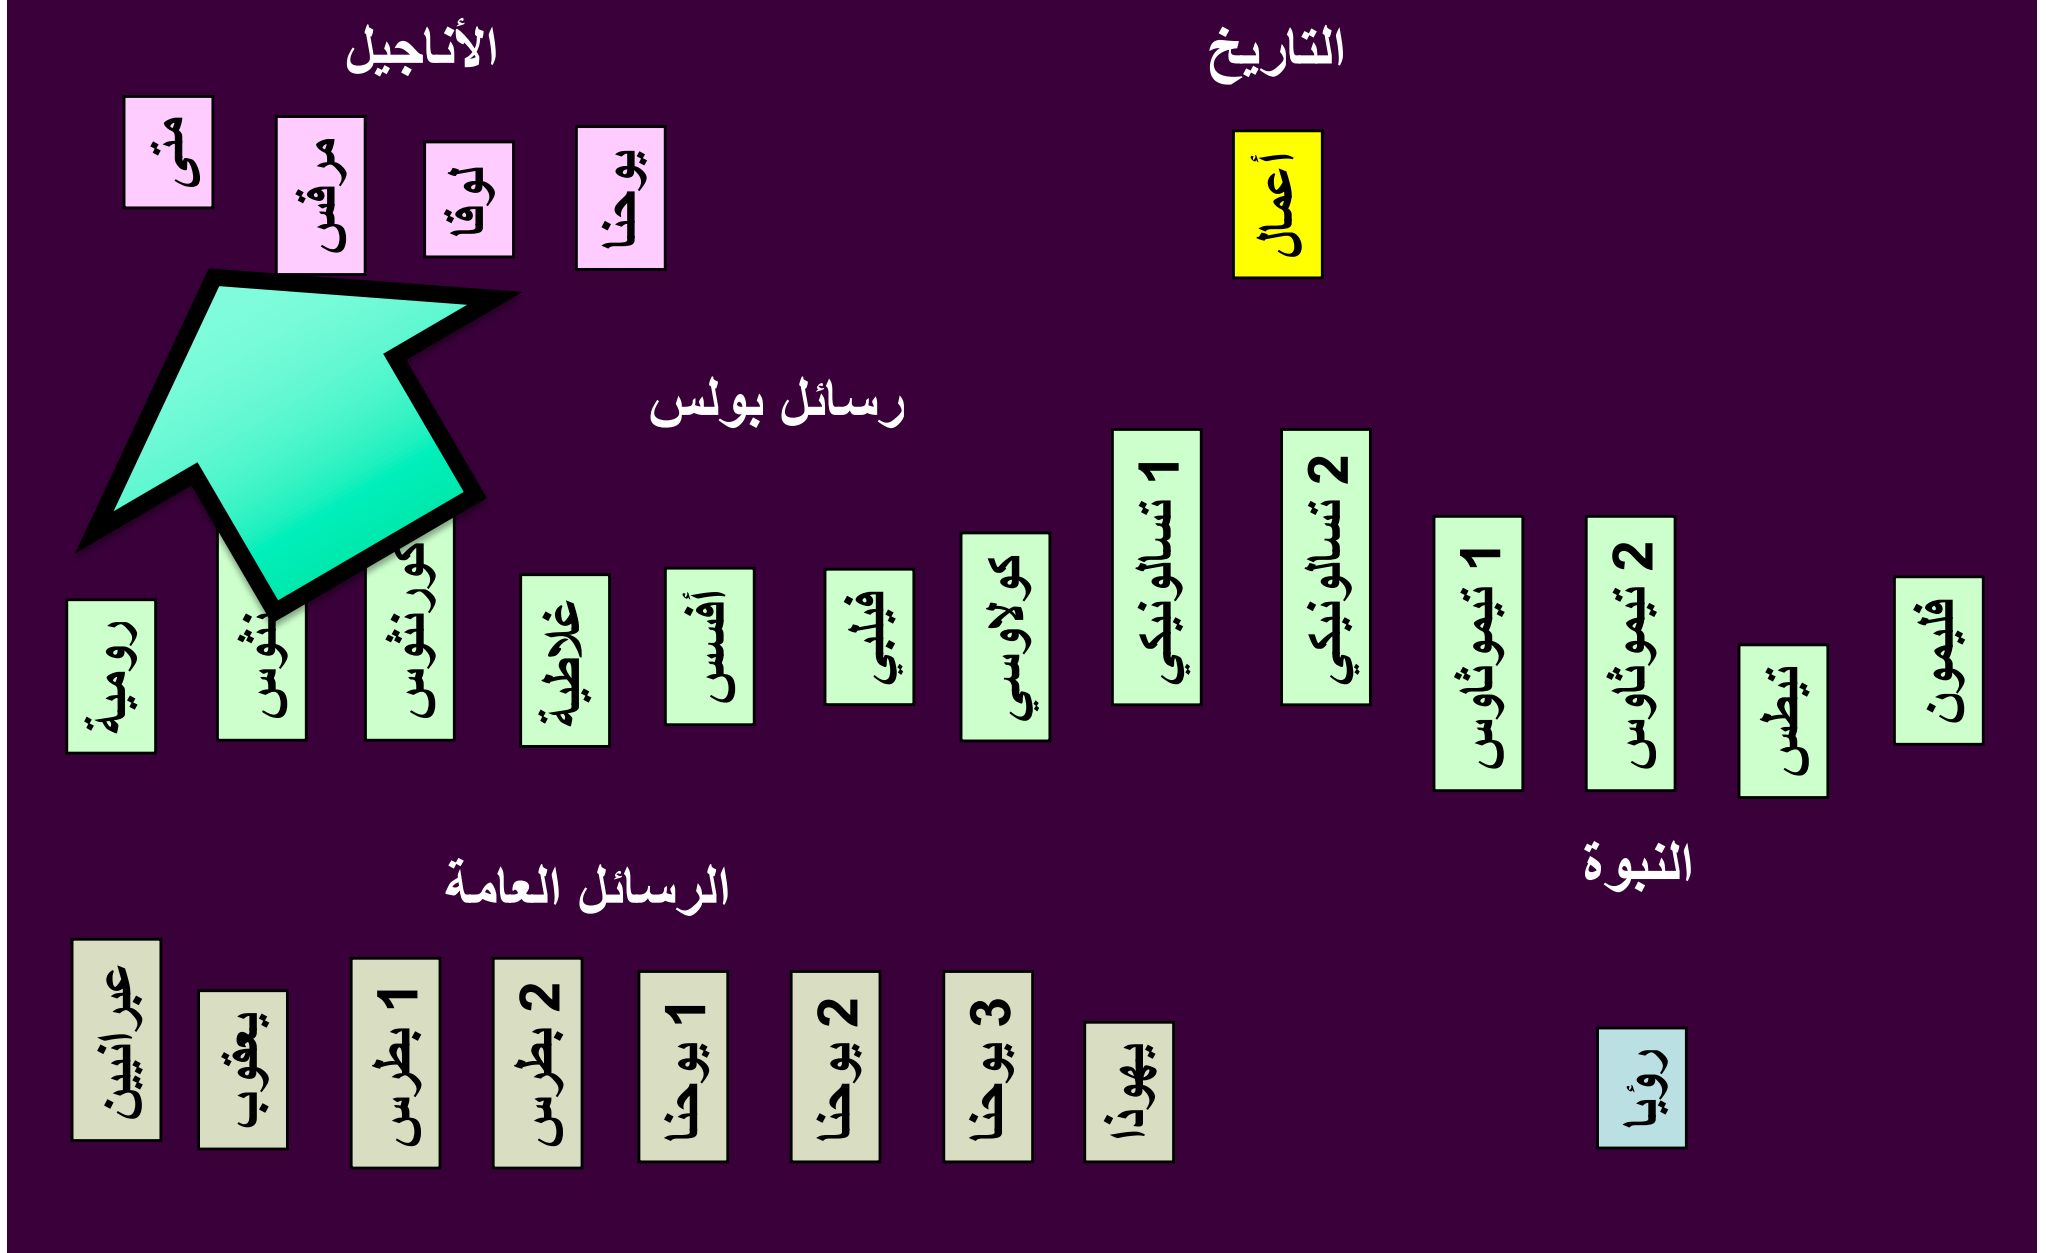 الأناجيل
التاريخ
متى
مرقس
لوقا
يوحنا
أعمال
رسائل بولس
رومية
كورنثوس
غلاطية
أفسس
فيلبي
كولاوسي
1 تسالونيكي
2 تسالونيكي
1 تيموثاوس
2 تيموثاوس
تيطس
فليمون
الرسائل العامة
النبوة
عبرانيين
يعقوب
1 بطرس
2 بطرس
1 يوحنا
2 يوحنا
3 يوحنا
يهوذا
رؤيا